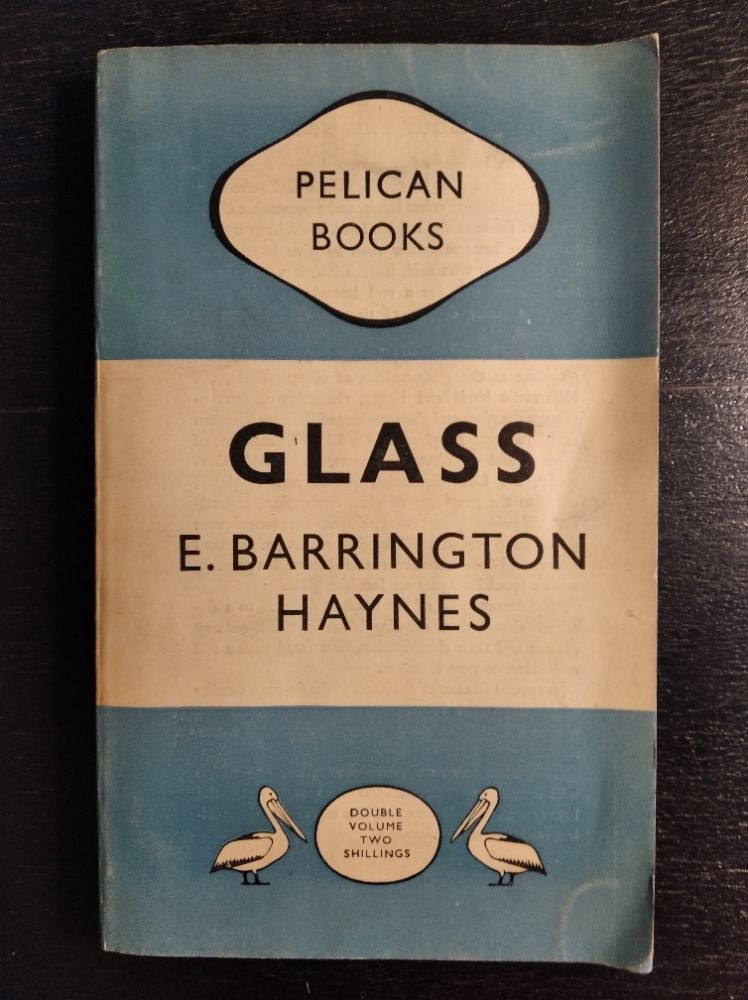 PELICAN
BOOKS
GLASS
E. BARRINGTON
HAYNES
DOUBLE
VOLUME
TWO
SHILLINGS